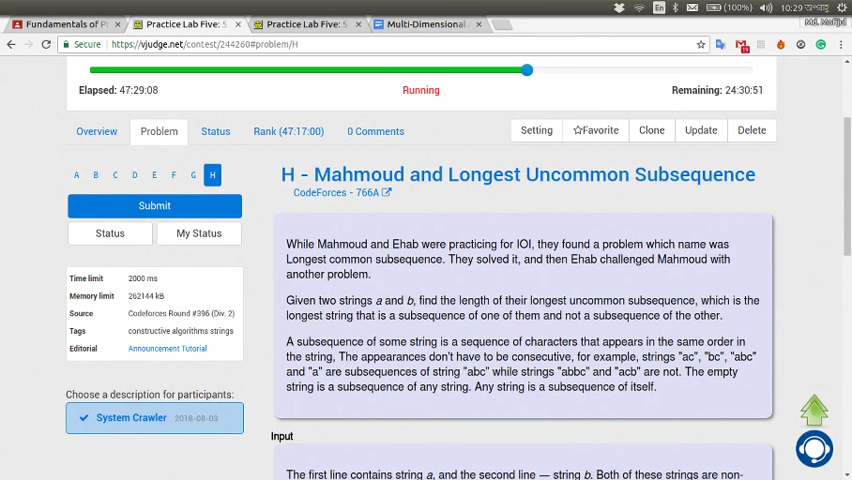 En (100%) 10:29 অপরাহ্ণ
Md. Mofijul
Fundamentals of P × Practice Lab Five: S × Practice Lab Five: S × Multi-Dimensional ×
Secure https://vjudge.net/contest/244260#problem/H
Elapsed: 47:29:08 Running Remaining: 24:30:51
Overview Problem Status Rank (47:17:00) 0 Comments Setting ☆Favorite Clone Update Delete
A B C D E F G H
Submit
Status My Status
Time limit 2000 ms
Memory limit 262144 kB
Source Codeforces Round #396 (Div. 2)
Tags constructive algorithms strings
Editorial Announcement Tutorial
Choose a description for participants:
✔ System Crawler 2018-08-03
H - Mahmoud and Longest Uncommon Subsequence
CodeForces - 766A
While Mahmoud and Ehab were practicing for IOI, they found a problem which name was
Longest common subsequence. They solved it, and then Ehab challenged Mahmoud with
another problem.
Given two strings a and b, find the length of their longest uncommon subsequence, which is the
longest string that is a subsequence of one of them and not a subsequence of the other.
A subsequence of some string is a sequence of characters that appears in the same order in
the string, The appearances don't have to be consecutive, for example, strings "ac", "bc", "abc"
and "a" are subsequences of string "abc" while strings "abbc" and "acb" are not. The empty
string is a subsequence of any string. Any string is a subsequence of itself.
Input
The first line contains string a, and the second line — string b. Both of these strings are non-